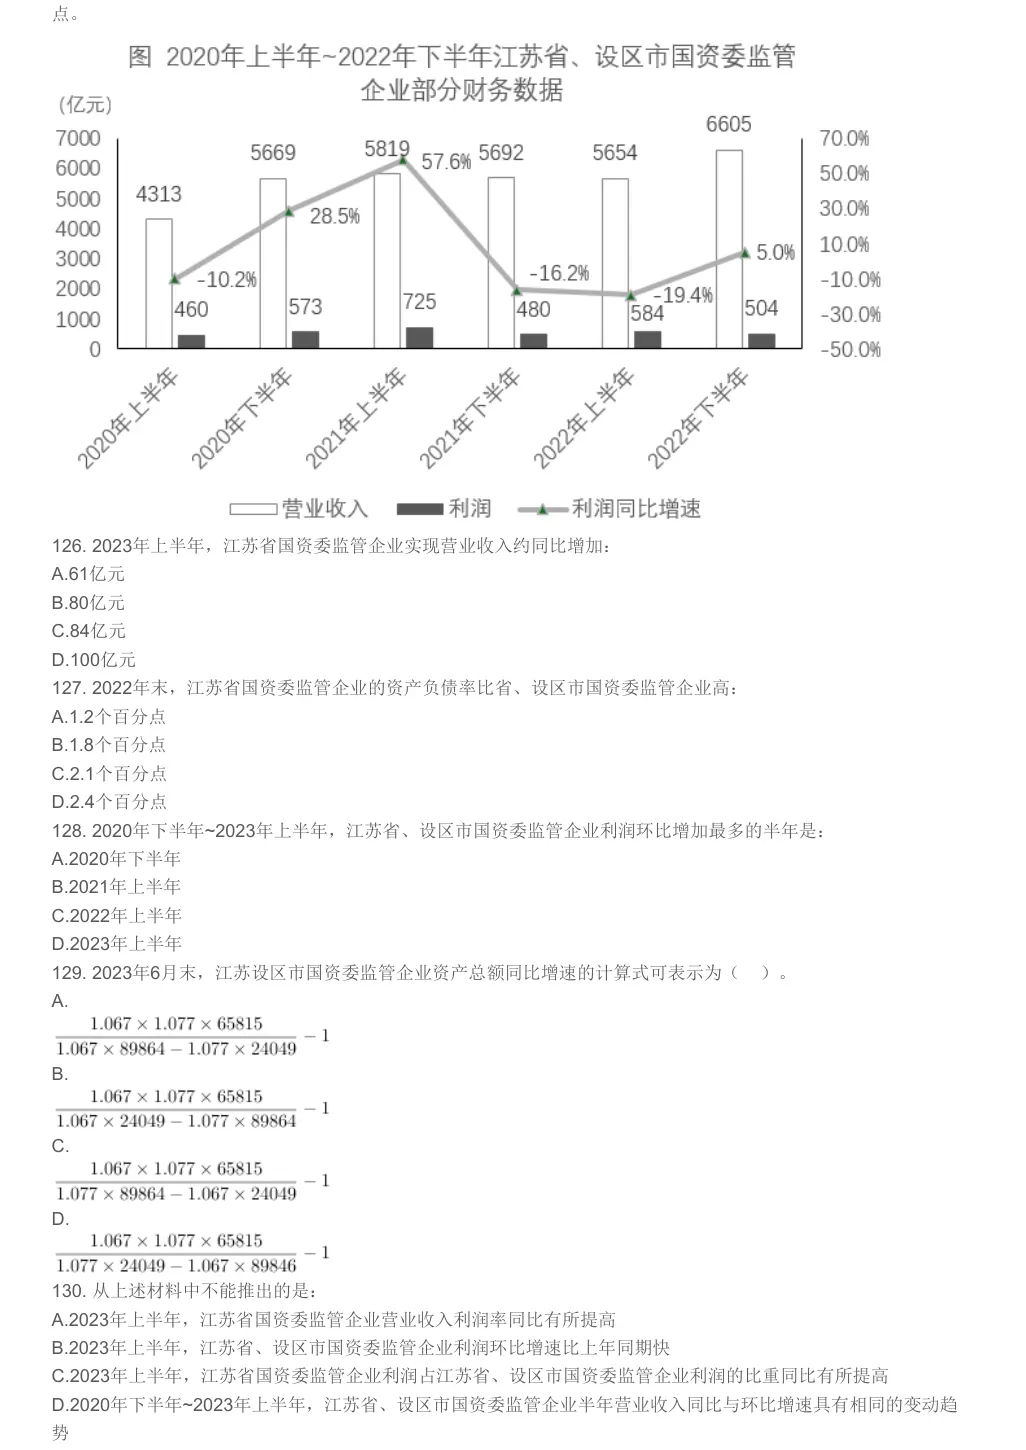 点。
图 2020年上半年~2022年下半年江苏省、设区市国资委监管
企业部分财务数据
(亿元)
7000
6000
5000
4000
3000
2000
1000
0
70.0%
50.0%
30.0%
10.0%
-10.0%
-30.0%
-50.0%
4313
5669
5819
5692
5654
6605
-10.2%
28.5%
57.6%
-16.2%
-19.4%
5.0%
460
573
725
480
584
504
2020年上半年
2020年下半年
2021年上半年
2021年下半年
2022年上半年
2022年下半年
营业收入 利润 利润同比增速
126. 2023年上半年，江苏省国资委监管企业实现营业收入约同比增加：
A.61亿元
B.80亿元
C.84亿元
D.100亿元
127. 2022年末，江苏省国资委监管企业的资产负债率比省、设区市国资委监管企业高：
A.1.2个百分点
B.1.8个百分点
C.2.1个百分点
D.2.4个百分点
128. 2020年下半年~2023年上半年，江苏省、设区市国资委监管企业利润环比增加最多的半年是：
A.2020年下半年
B.2021年上半年
C.2022年上半年
D.2023年上半年
129. 2023年6月末，江苏设区市国资委监管企业资产总额同比增速的计算式可表示为（ ）。
A.
1.067 × 1.077 × 65815
1.067 × 89864 − 1.077 × 24049 − 1
B.
1.067 × 1.077 × 65815
1.067 × 24049 − 1.077 × 89864 − 1
C.
1.067 × 1.077 × 65815
1.077 × 89864 − 1.067 × 24049 − 1
D.
1.067 × 1.077 × 65815
1.077 × 24049 − 1.067 × 89846 − 1
130. 从上述材料中不能推出的是：
A.2023年上半年，江苏省国资委监管企业营业收入利润率同比有所提高
B.2023年上半年，江苏省、设区市国资委监管企业利润环比增速比上年同期快
C.2023年上半年，江苏省国资委监管企业利润占江苏省、设区市国资委监管企业利润的比重同比有所提高
D.2020年下半年~2023年上半年，江苏省、设区市国资委监管企业半年营业收入同比与环比增速具有相同的变动趋
势